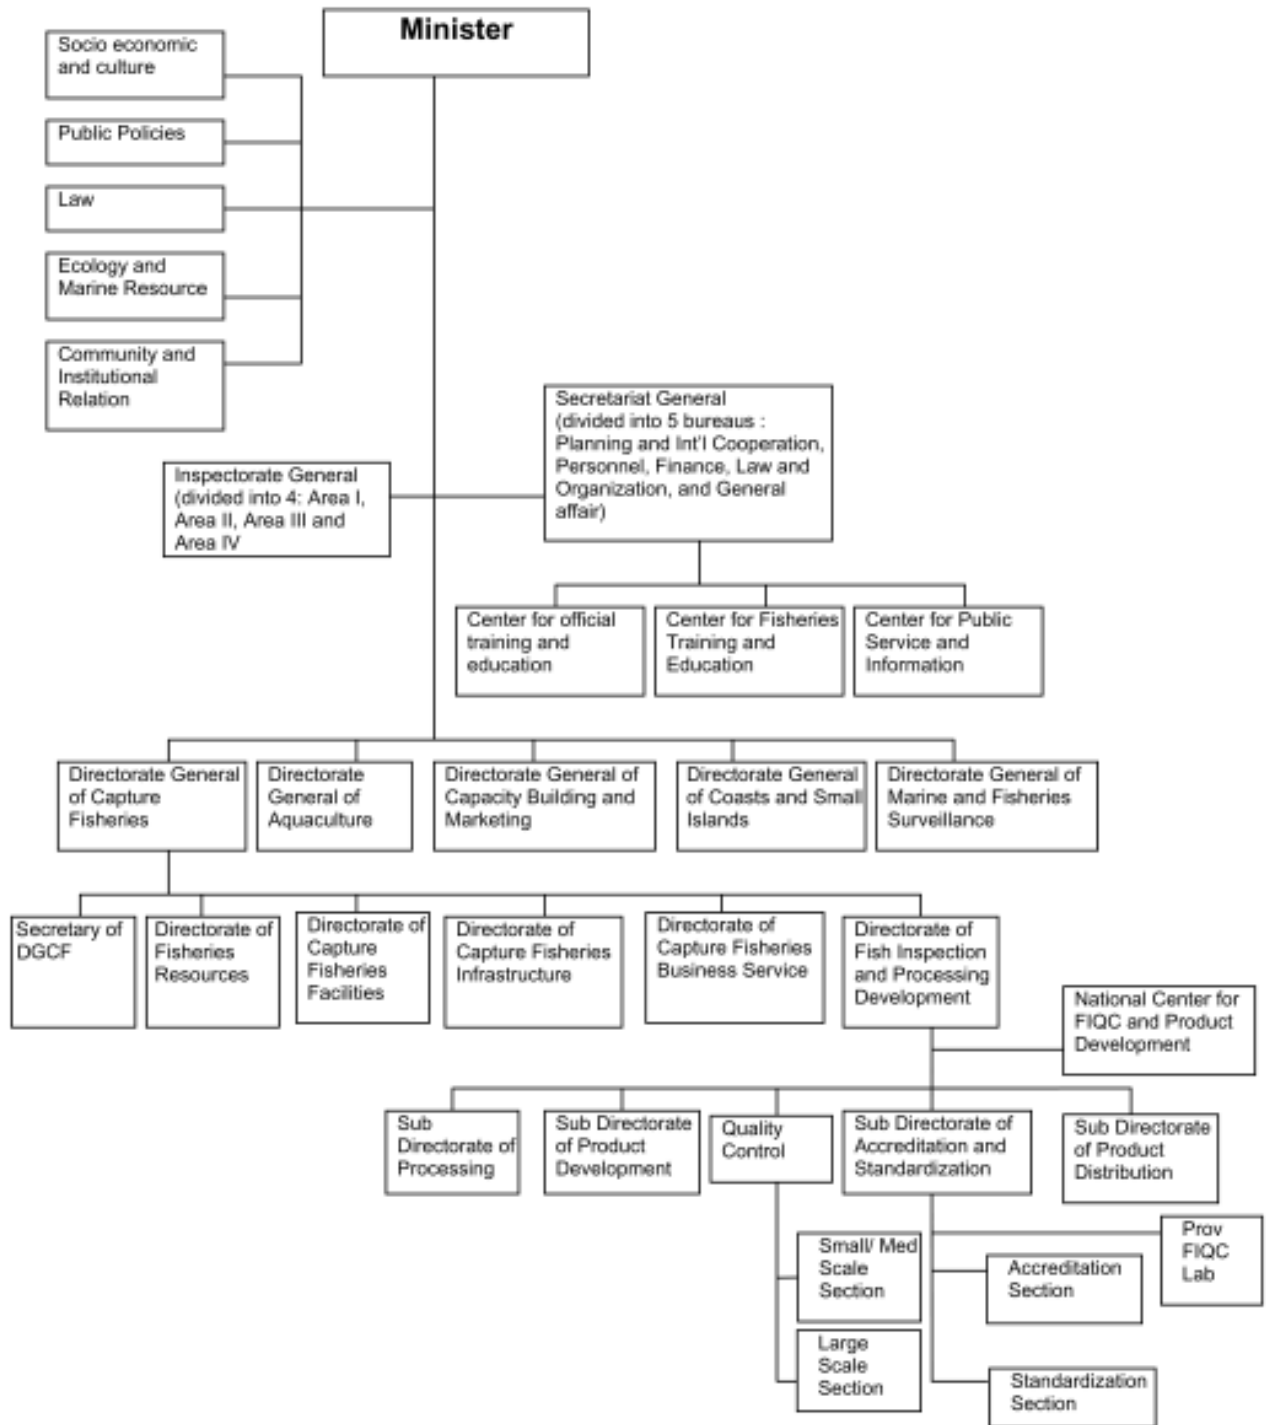 Minister
Socio economic
and culture
Public Policies
Law
Ecology and
Marine Resource
Community and
Institutional
Relation
Secretariat General
(divided into 5 bureaus :
Planning and Int'l Cooperation,
Personnel, Finance, Law and
Organization, and General
affair)
Inspectorate General
(divided into 4: Area I,
Area II, Area III and
Area IV
Center for official
training and
education
Center for Fisheries
Training and
Education
Center for Public
Service and
Information
Directorate General
of Capture
Fisheries
Directorate
General of
Aquaculture
Directorate General of
Capacity Building and
Marketing
Directorate General
of Coasts and Small
Islands
Directorate General of
Marine and Fisheries
Surveillance
Secretary of
DGCF
Directorate of
Fisheries
Resources
Directorate of
Capture
Fisheries
Facilities
Directorate of
Capture Fisheries
Infrastructure
Directorate of
Capture Fisheries
Business Service
Directorate of
Fish Inspection
and Processing
Development
National Center for
FIQC and Product
Development
Sub
Directorate of
Processing
Sub Directorate
of Product
Development
Quality
Control
Sub Directorate of
Accreditation and
Standardization
Sub Directorate
of Product
Distribution
Small/ Med
Scale
Section
Large
Scale
Section
Prov
FIQC
Lab
Accreditation
Section
Standardization
Section